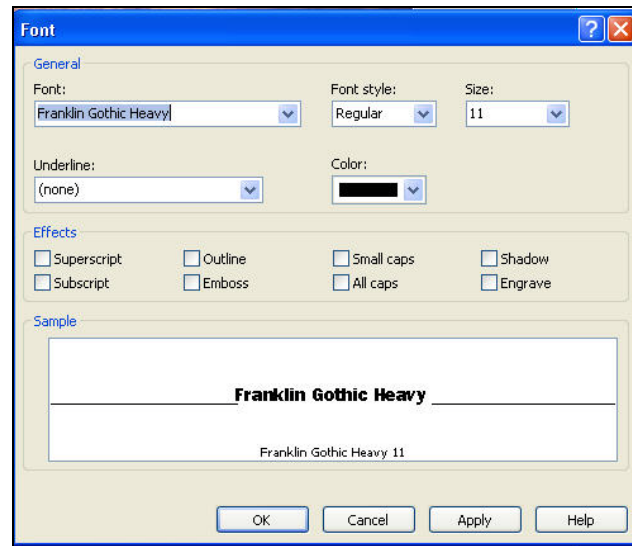 Font
General
Font: Font style: Size:
Franklin Gothic Heavy Regular 11
Underline: Color:
(none)
Effects
Superscript Outline Small caps Shadow
Subscript Emboss All caps Engrave
Sample
Franklin Gothic Heavy
Franklin Gothic Heavy 11
OK Cancel Apply Help